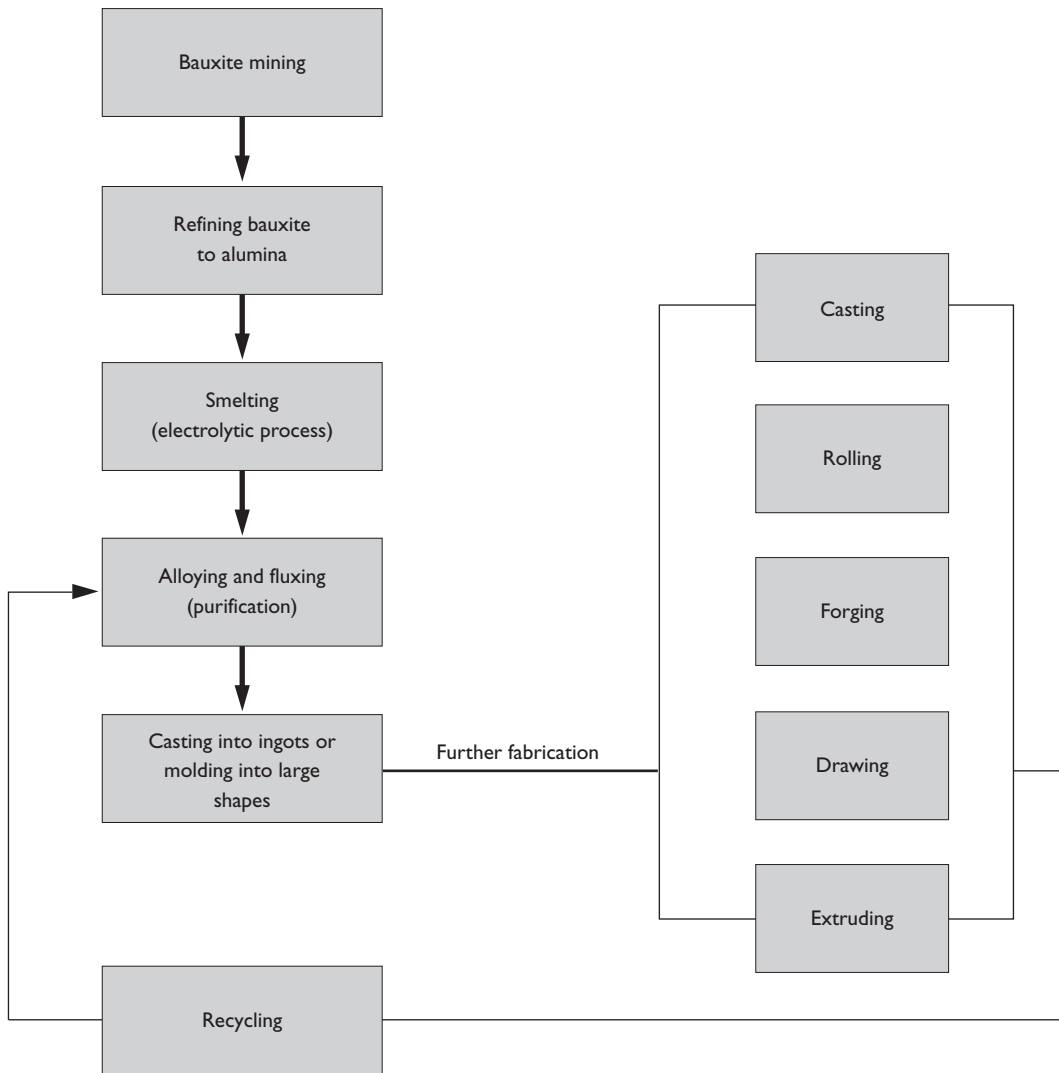 Bauxite mining
Refining bauxite
to alumina
Smelting
(electrolytic process)
Alloying and fluxing
(purification)
Casting into ingots or
molding into large
shapes
Further fabrication
Casting
Rolling
Forging
Drawing
Extruding
Recycling